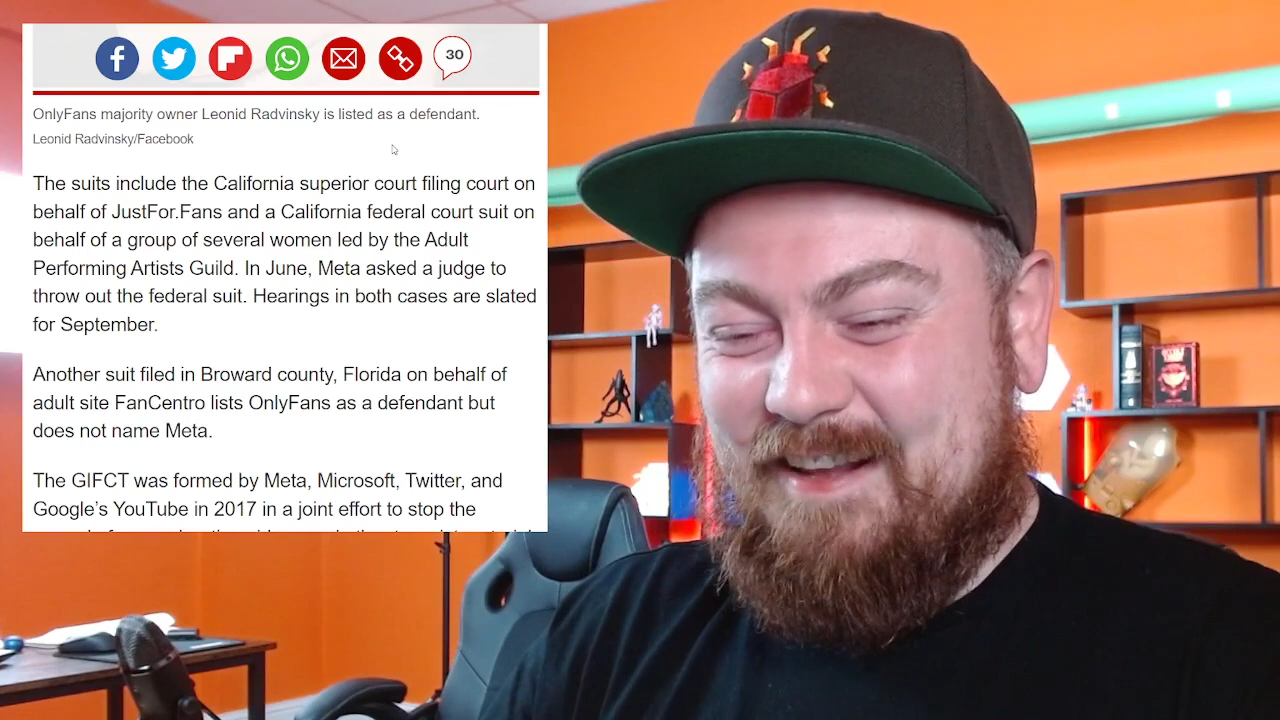 30
OnlyFans majority owner Leonid Radvinsky is listed as a defendant.
Leonid Radvinsky/Facebook
The suits include the California superior court filing court on
behalf of JustFor.Fans and a California federal court suit on
behalf of a group of several women led by the Adult
Performing Artists Guild. In June, Meta asked a judge to
throw out the federal suit. Hearings in both cases are slated
for September.
Another suit filed in Broward county, Florida on behalf of
adult site FanCentro lists OnlyFans as a defendant but
does not name Meta.
The GIFCT was formed by Meta, Microsoft, Twitter, and
Google's YouTube in 2017 in a joint effort to stop the